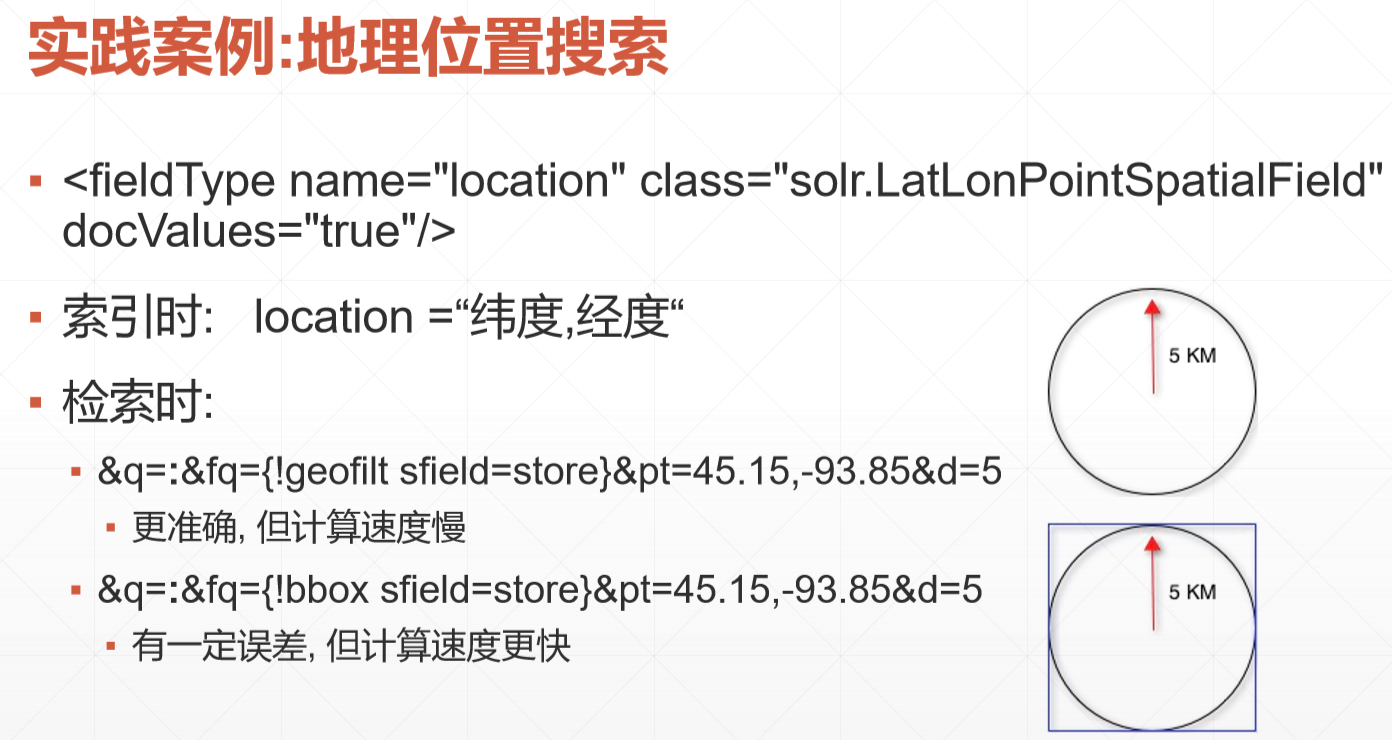 实践案例:地理位置搜索
<fieldType name="location" class="solr.LatLonPointSpatialField"
docValues="true"/>
索引时: location =“纬度,经度“
检索时:
&q=:&fq={!geofilt sfield=store}&pt=45.15,-93.85&d=5
更准确, 但计算速度慢
&q=:&fq={!bbox sfield=store}&pt=45.15,-93.85&d=5
有一定误差, 但计算速度更快
5 KM
5 KM